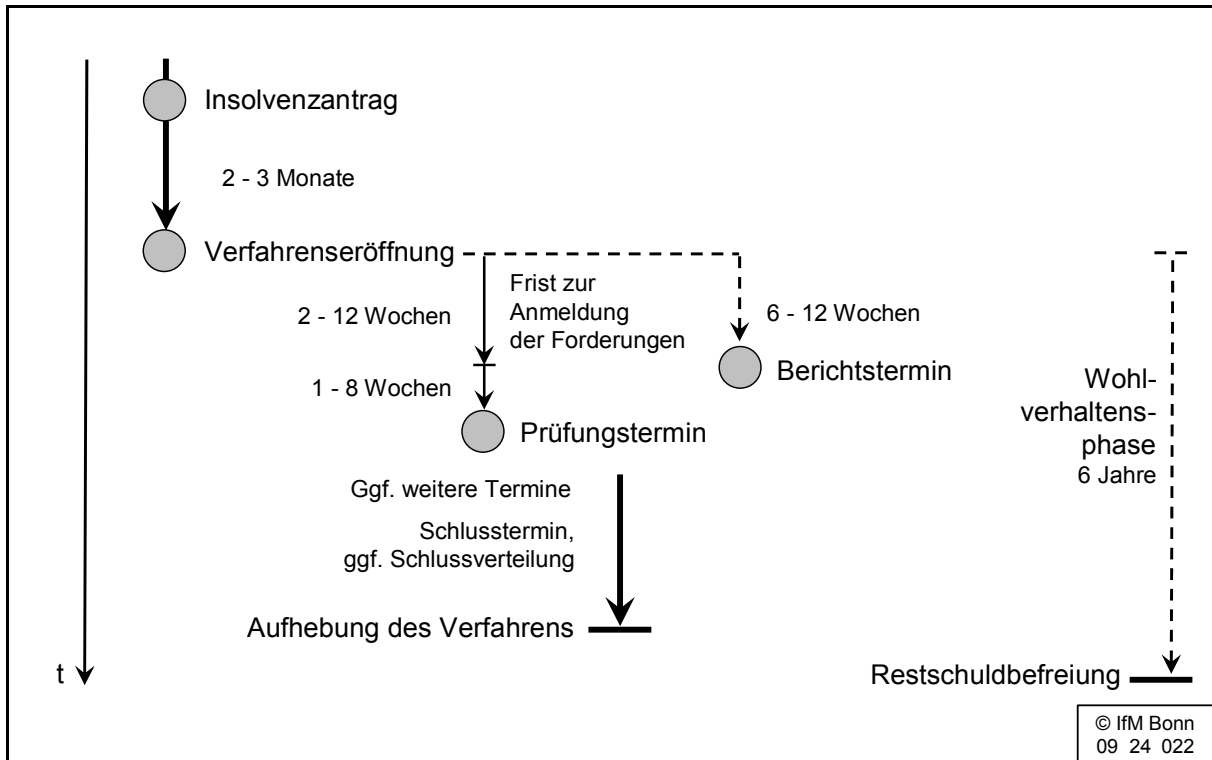 Insolvenzantrag
2 - 3 Monate
Verfahrenseröffnung
2 - 12 Wochen
Frist zur
Anmeldung
der Forderungen
6 - 12 Wochen
Berichtstermin
1 - 8 Wochen
Prüfungstermin
Wohl-
verhaltens-
phase
6 Jahre
Ggf. weitere Termine
Schlusstermin,
ggf. Schlussverteilung
Aufhebung des Verfahrens
t
Restschuldbefreiung
© IfM Bonn
09 24 022